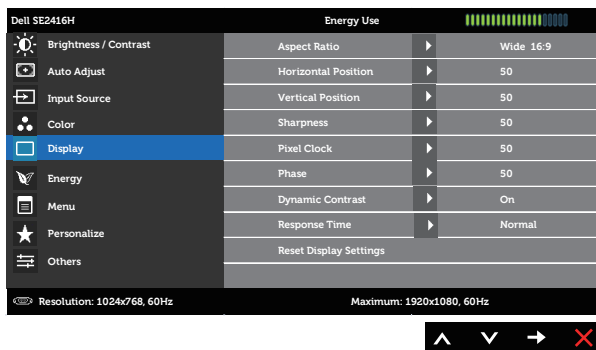 Dell SE2416H Energy Use
Brightness / Contrast
Auto Adjust
Input Source
Color
Display
Energy
Menu
Personalize
Others
Aspect Ratio Wide 16:9
Horizontal Position 50
Vertical Position 50
Sharpness 50
Pixel Clock 50
Phase 50
Dynamic Contrast On
Response Time Normal
Reset Display Settings
Resolution: 1024x768, 60Hz Maximum: 1920x1080, 60Hz